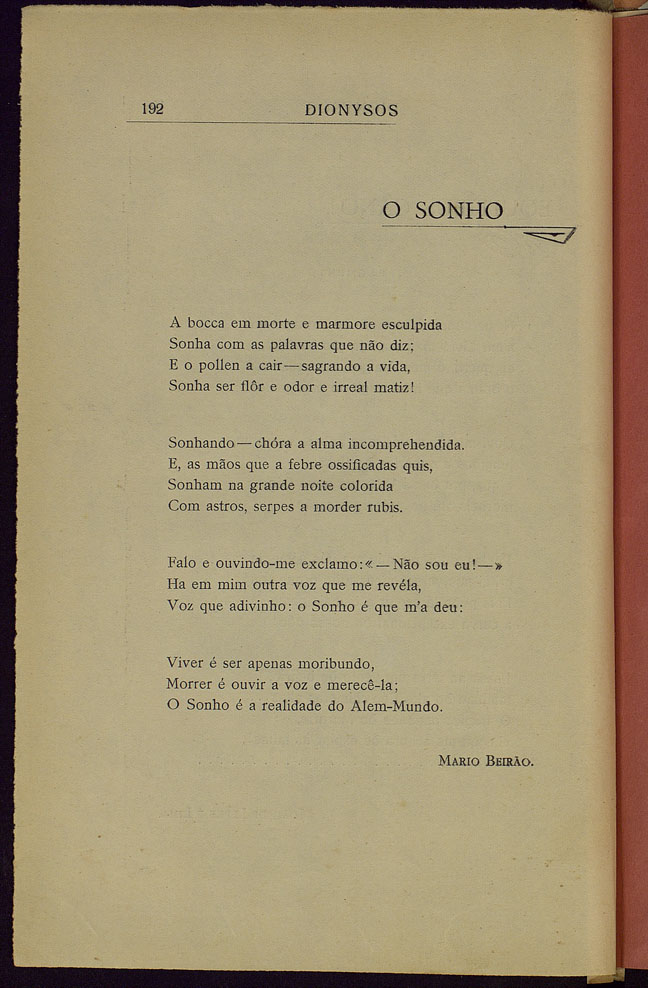 192 DIONYSOS
O SONHO
A bocca em morte e marmore esculpida
Sonha com as palavras que não diz;
E o pollen a cair—sagrando a vida,
Sonha ser flôr e odor e irreal matiz!
Sonhando—chóra a alma incomprehendida.
E, as mãos que a febre ossificadas quis,
Sonham na grande noite colorida
Com astros, serpes a morder rubis.
Falo e ouvindo-me exclamo:«—Não sou eu!—»
Ha em mim outra voz que me revéla,
Voz que adivinho: o Sonho é que m'a deu:
Viver é ser apenas moribundo,
Morrer é ouvir a voz e merecê-la;
O Sonho é a realidade do Alem-Mundo.
MARIO BEIRÃO.